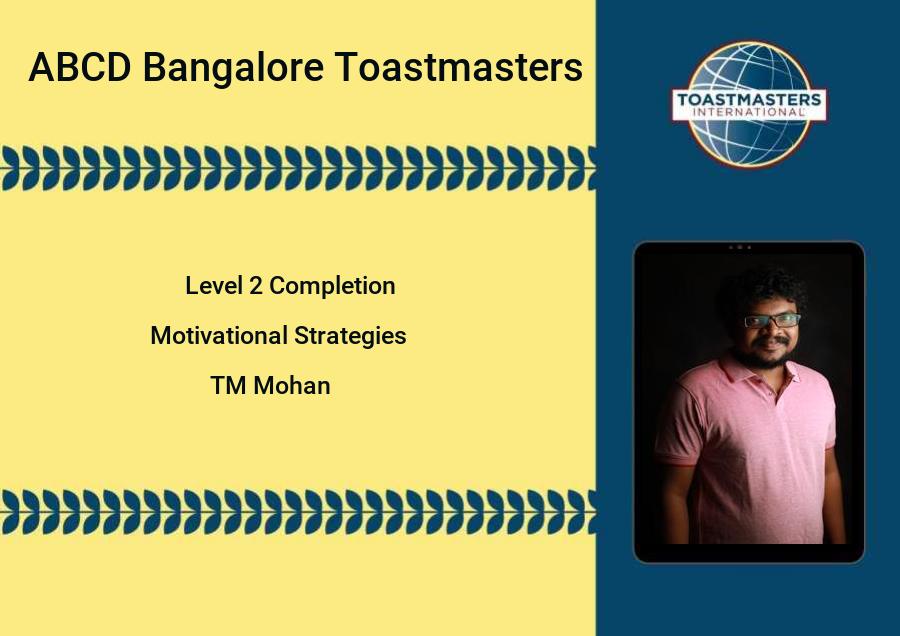 ABCD Bangalore Toastmasters
TOASTMASTERS
INTERNATIONAL
Level 2 Completion
Motivational Strategies
TM Mohan